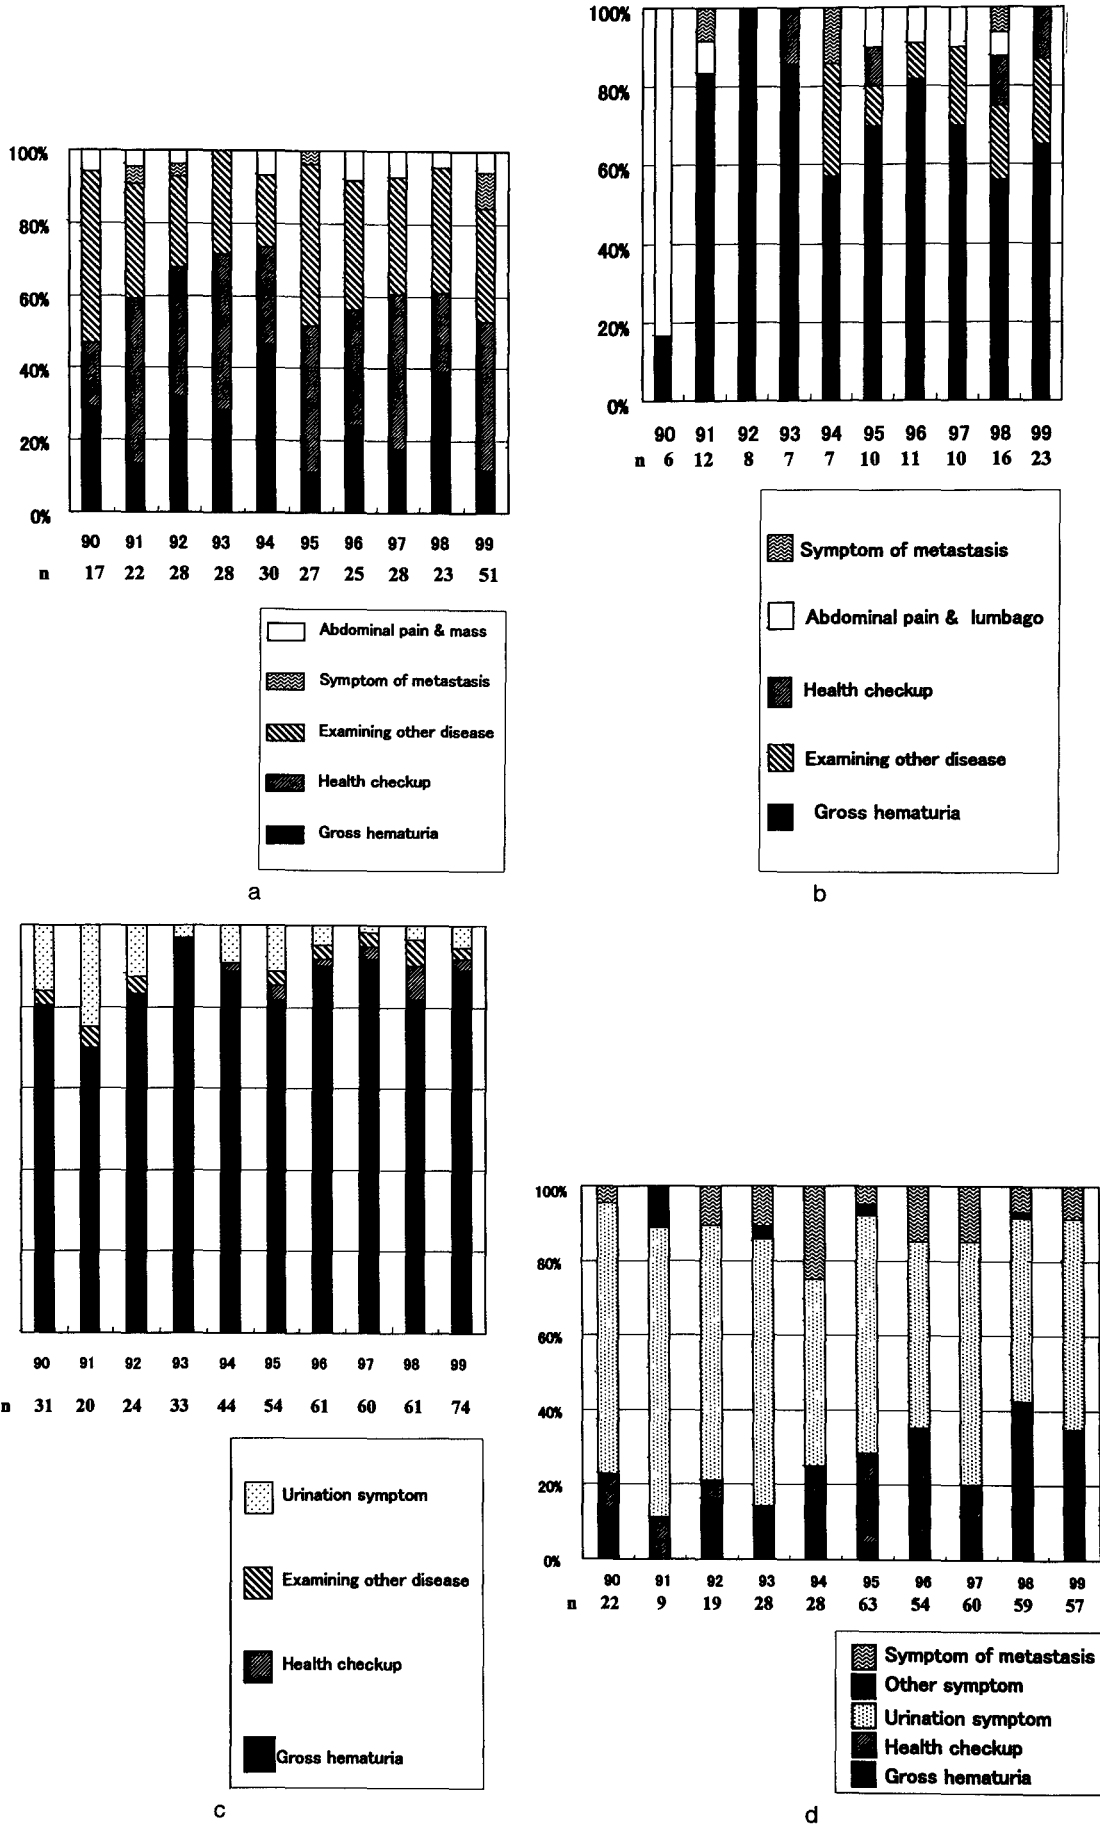 100%
80%
60%
40%
20%
0%
90 91 92 93 94 95 96 97 98 99
n 17 22 28 28 30 27 25 28 23 51
Abdominal pain & mass
Symptom of metastasis
Examining other disease
Health checkup
Gross hematuria
a
100%
80%
60%
40%
20%
0%
90 91 92 93 94 95 96 97 98 99
n 6 12 8 7 7 10 11 10 16 23
Symptom of metastasis
Abdominal pain & lumbago
Health checkup
Examining other disease
Gross hematuria
b
90 91 92 93 94 95 96 97 98 99
n 31 20 24 33 44 54 61 60 61 74
Urination symptom
Examining other disease
Health checkup
Gross hematuria
c
100%
80%
60%
40%
20%
0%
90 91 92 93 94 95 96 97 98 99
n 22 9 19 28 28 63 54 60 59 57
Symptom of metastasis
Other symptom
Urination symptom
Health checkup
Gross hematuria
d